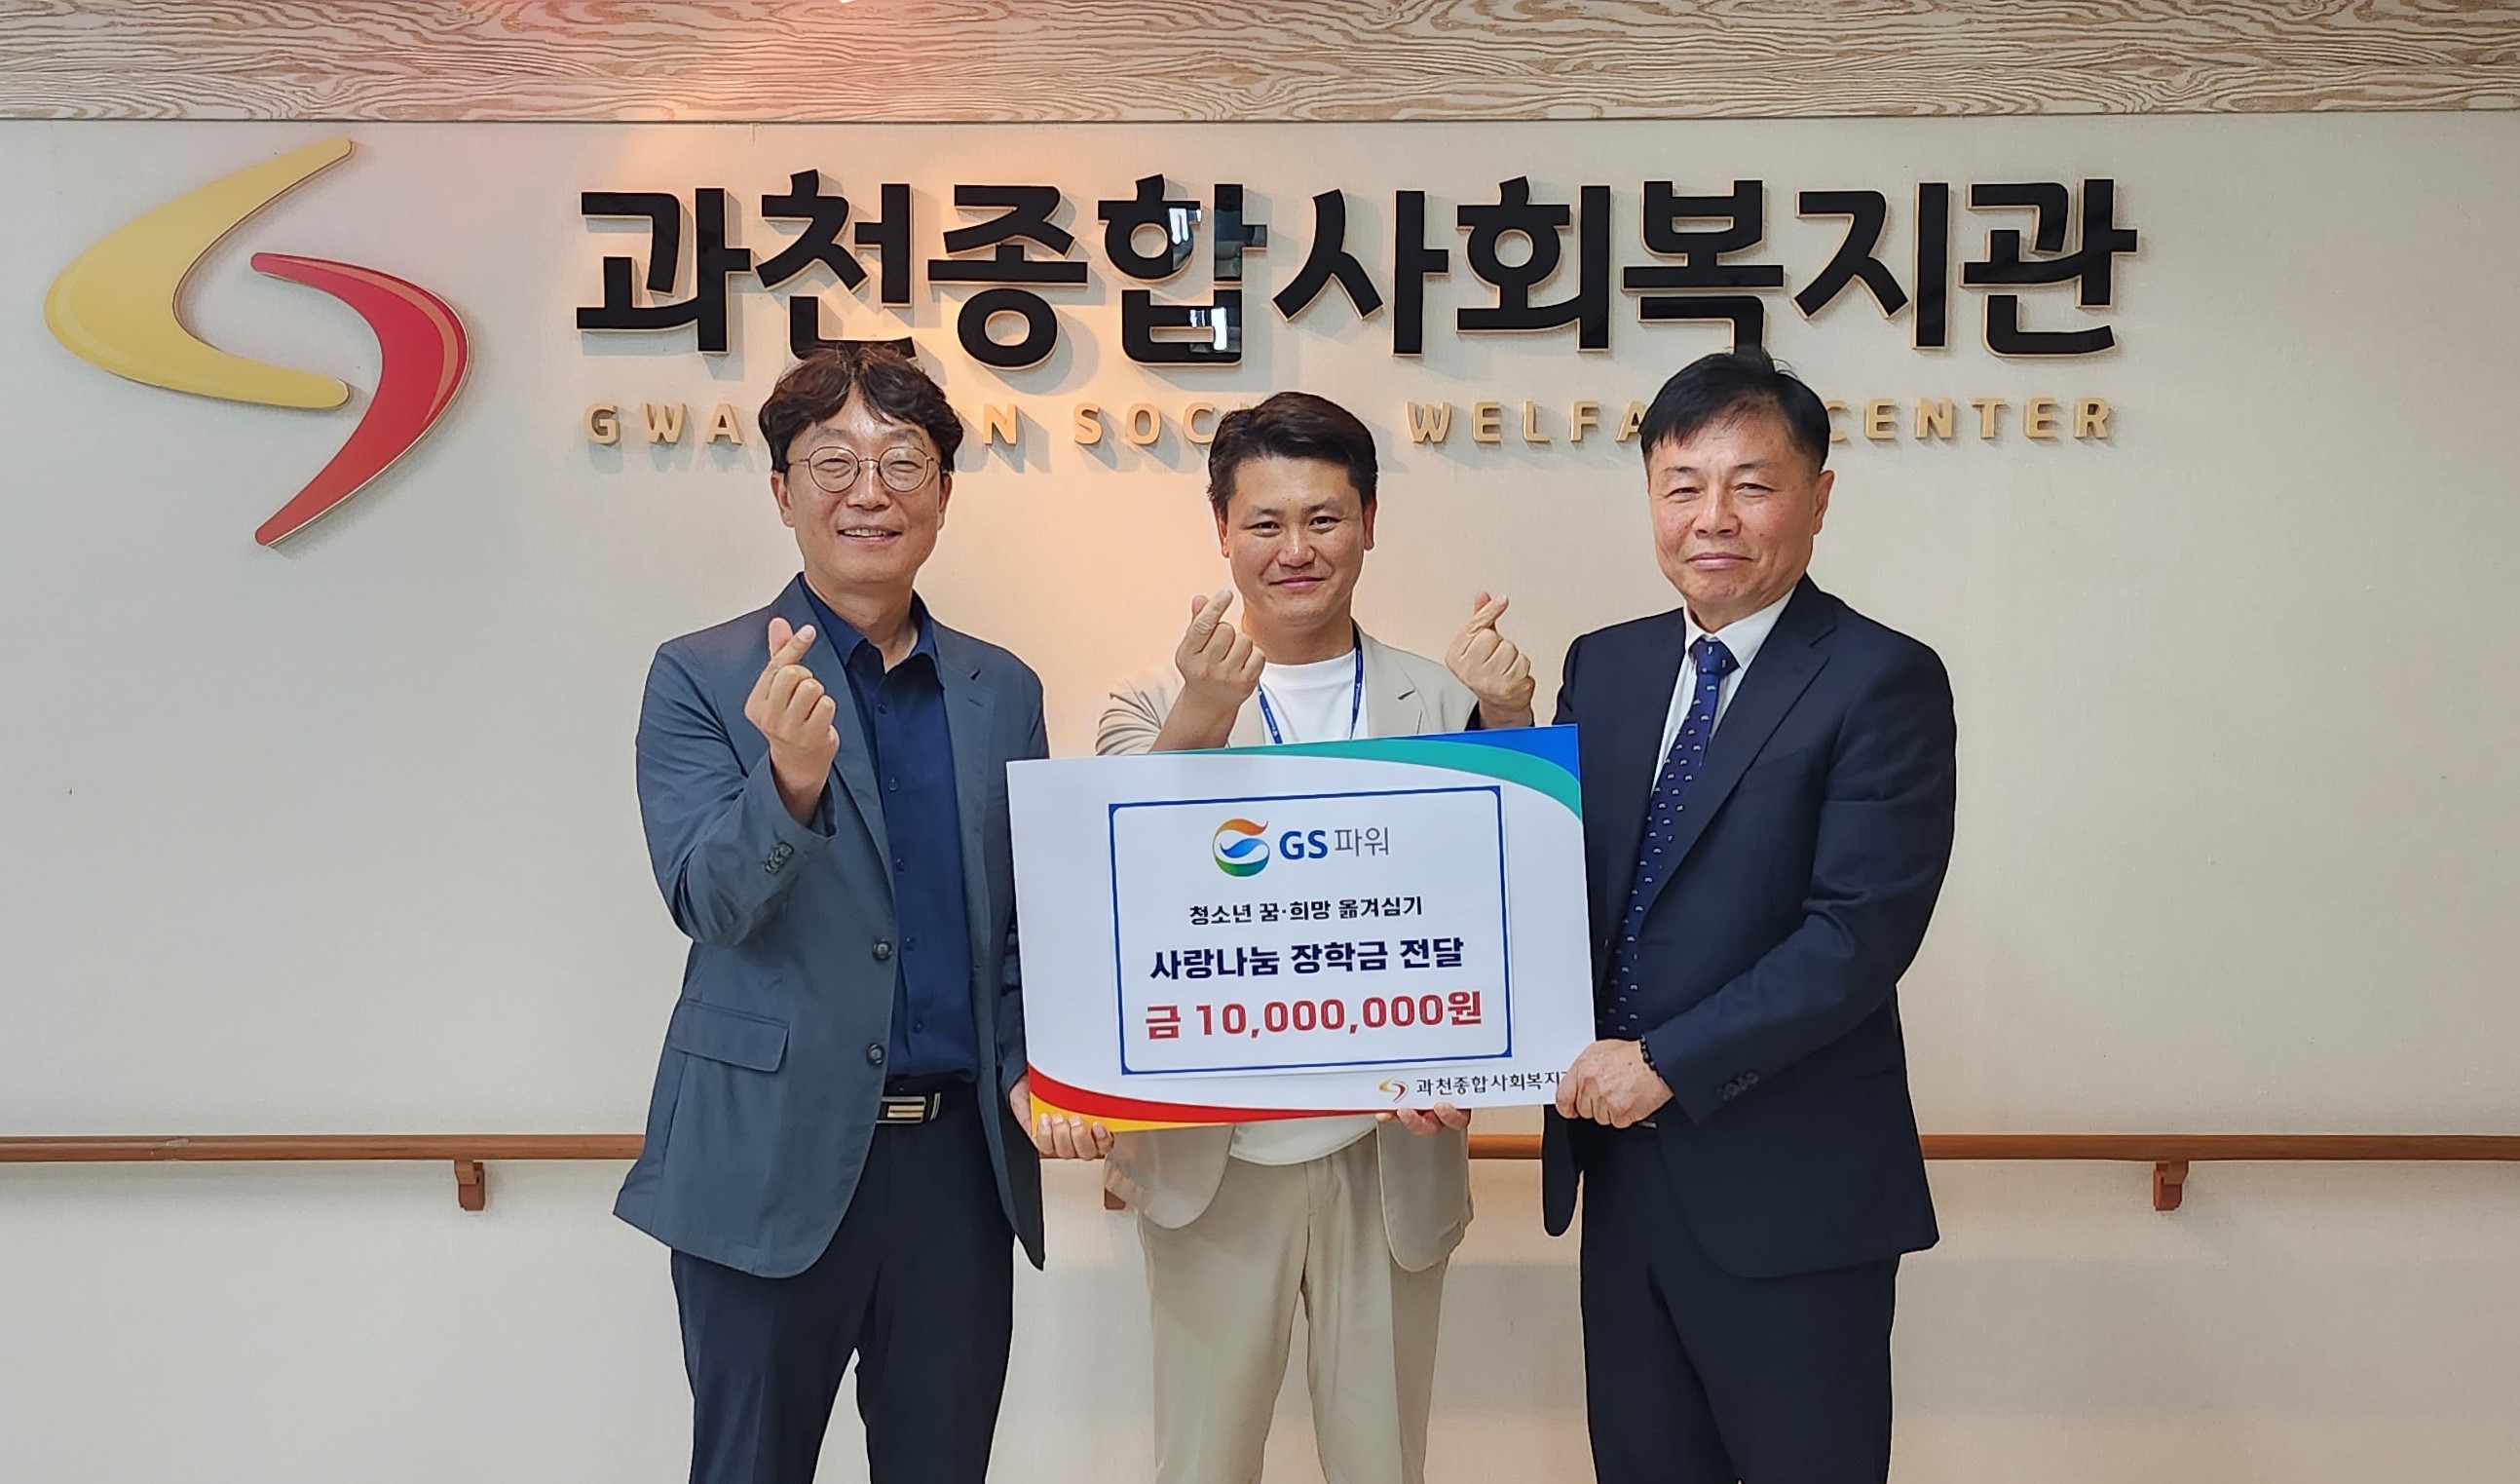 과천종합사회복지관
GWA N SOC WELFA CENTER
GS 파워
청소년 꿈·희망 옮겨심기
사랑나눔 장학금 전달
금 10,000,000원
과천종합사회복지